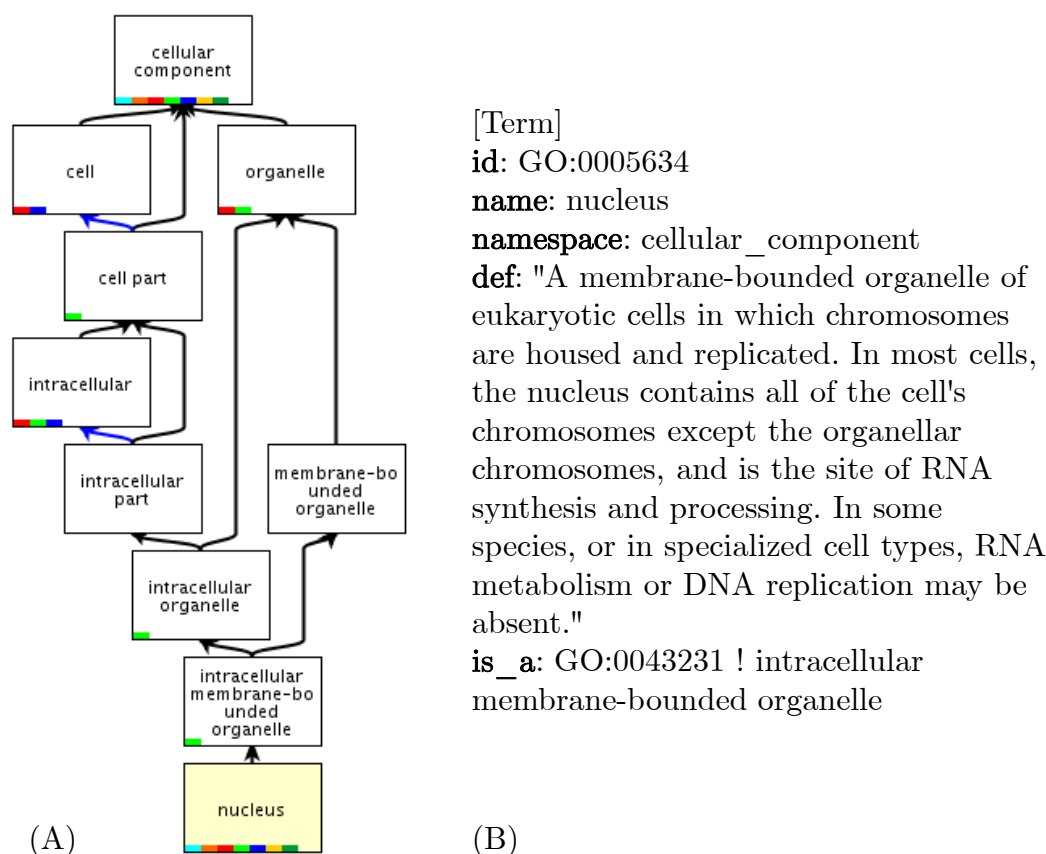 cellular
component
cell
organelle
cell part
intracellular
intracellular
part
membrane-bo
unded
organelle
intracellular
organelle
intracellular
membrane-bo
unded
organelle
nucleus
(A)
[Term]
id: GO:0005634
name: nucleus
namespace: cellular_component
def: "A membrane-bounded organelle of
eukaryotic cells in which chromosomes
are housed and replicated. In most cells,
the nucleus contains all of the cell's
chromosomes except the organellar
chromosomes, and is the site of RNA
synthesis and processing. In some
species, or in specialized cell types, RNA
metabolism or DNA replication may be
absent."
is_a: GO:0043231 ! intracellular
membrane-bounded organelle
(B)